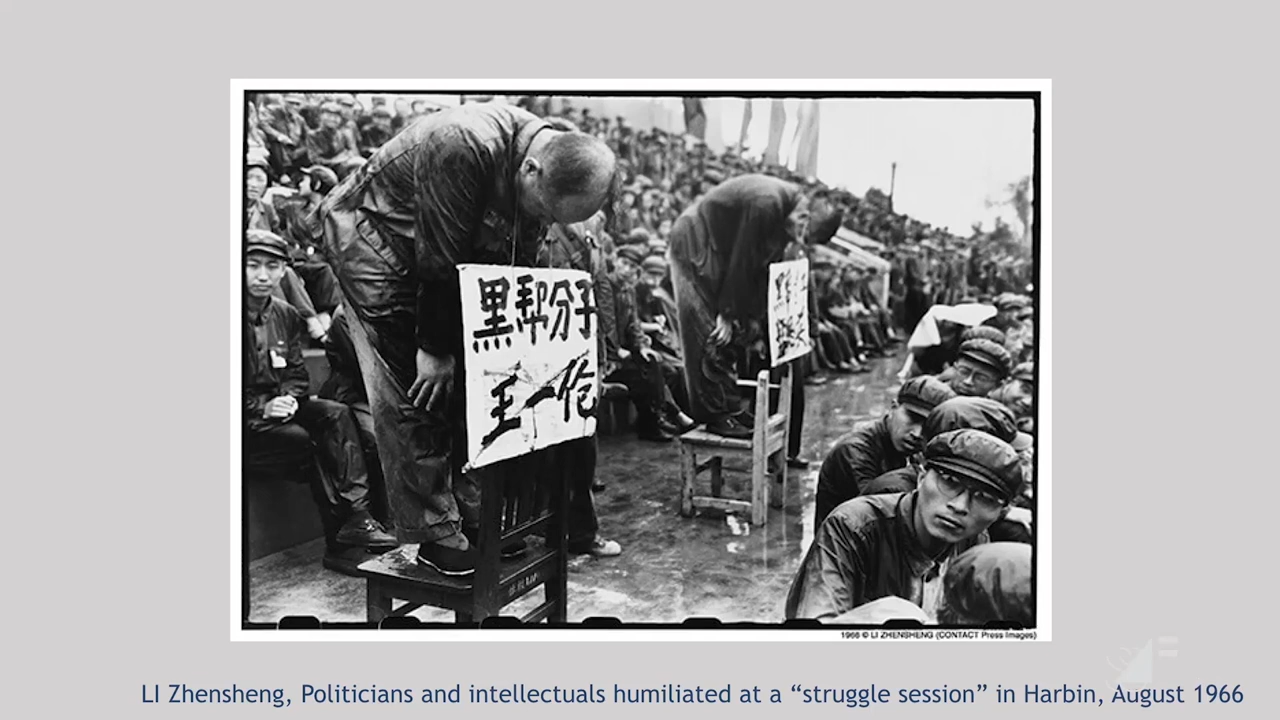 黑帮分子
王一伦
1966 © LI ZHENSHENG (CONTACT Press Images)
LI Zhensheng, Politicians and intellectuals humiliated at a “struggle session” in Harbin, August 1966